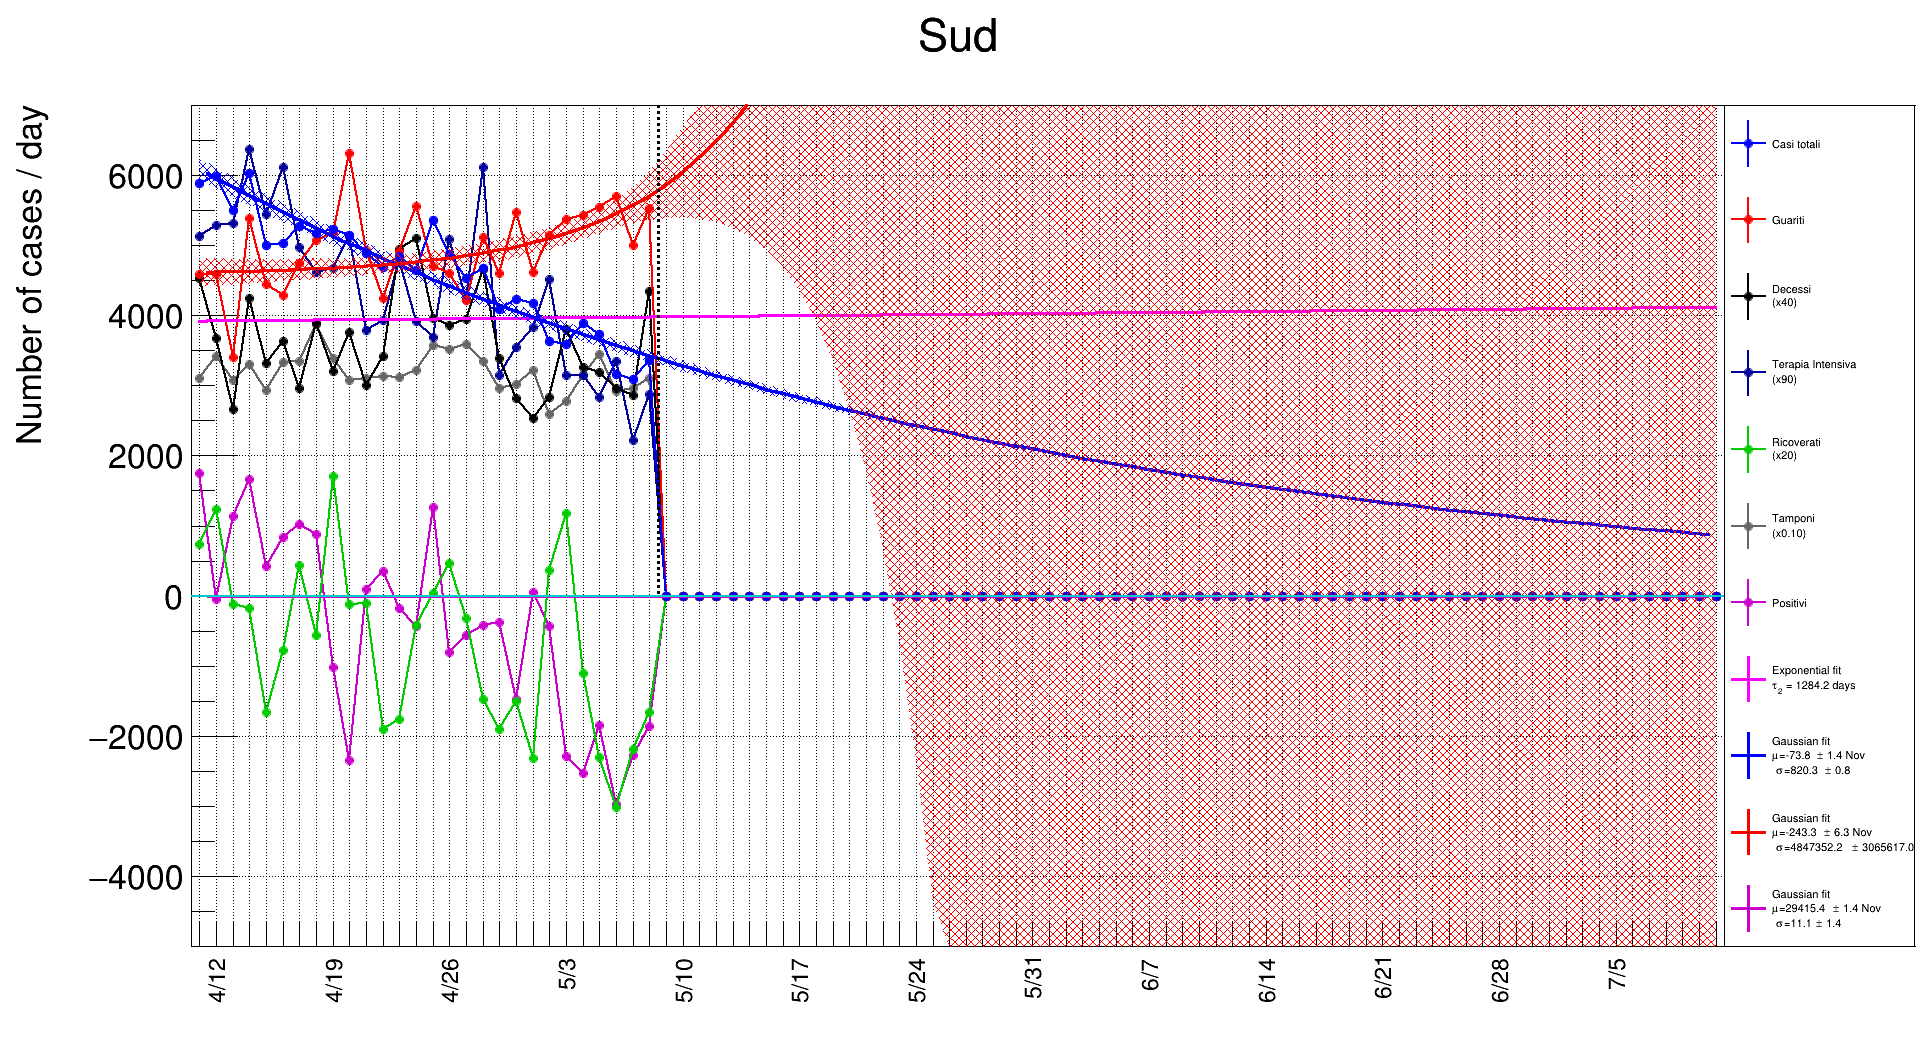 Sud
Number of cases / day
6000
4000
2000
0
−2000
−4000
4/12
4/19
4/26
5/3
5/10
5/17
5/24
5/31
6/7
6/14
6/21
6/28
7/5
Casi totali
Guariti
Decessi
(x40)
Terapia Intensiva
(x90)
Ricoverati
(x20)
Tamponi
(x0.10)
Positivi
Exponential fit
τ2 = 1284.2 days
Gaussian fit
μ=-73.8 ± 1.4 Nov
σ=820.3 ± 0.8
Gaussian fit
μ=-243.3 ± 6.3 Nov
σ=4847352.2 ± 3065617.0
Gaussian fit
μ=29415.4 ± 1.4 Nov
σ=11.1 ± 1.4